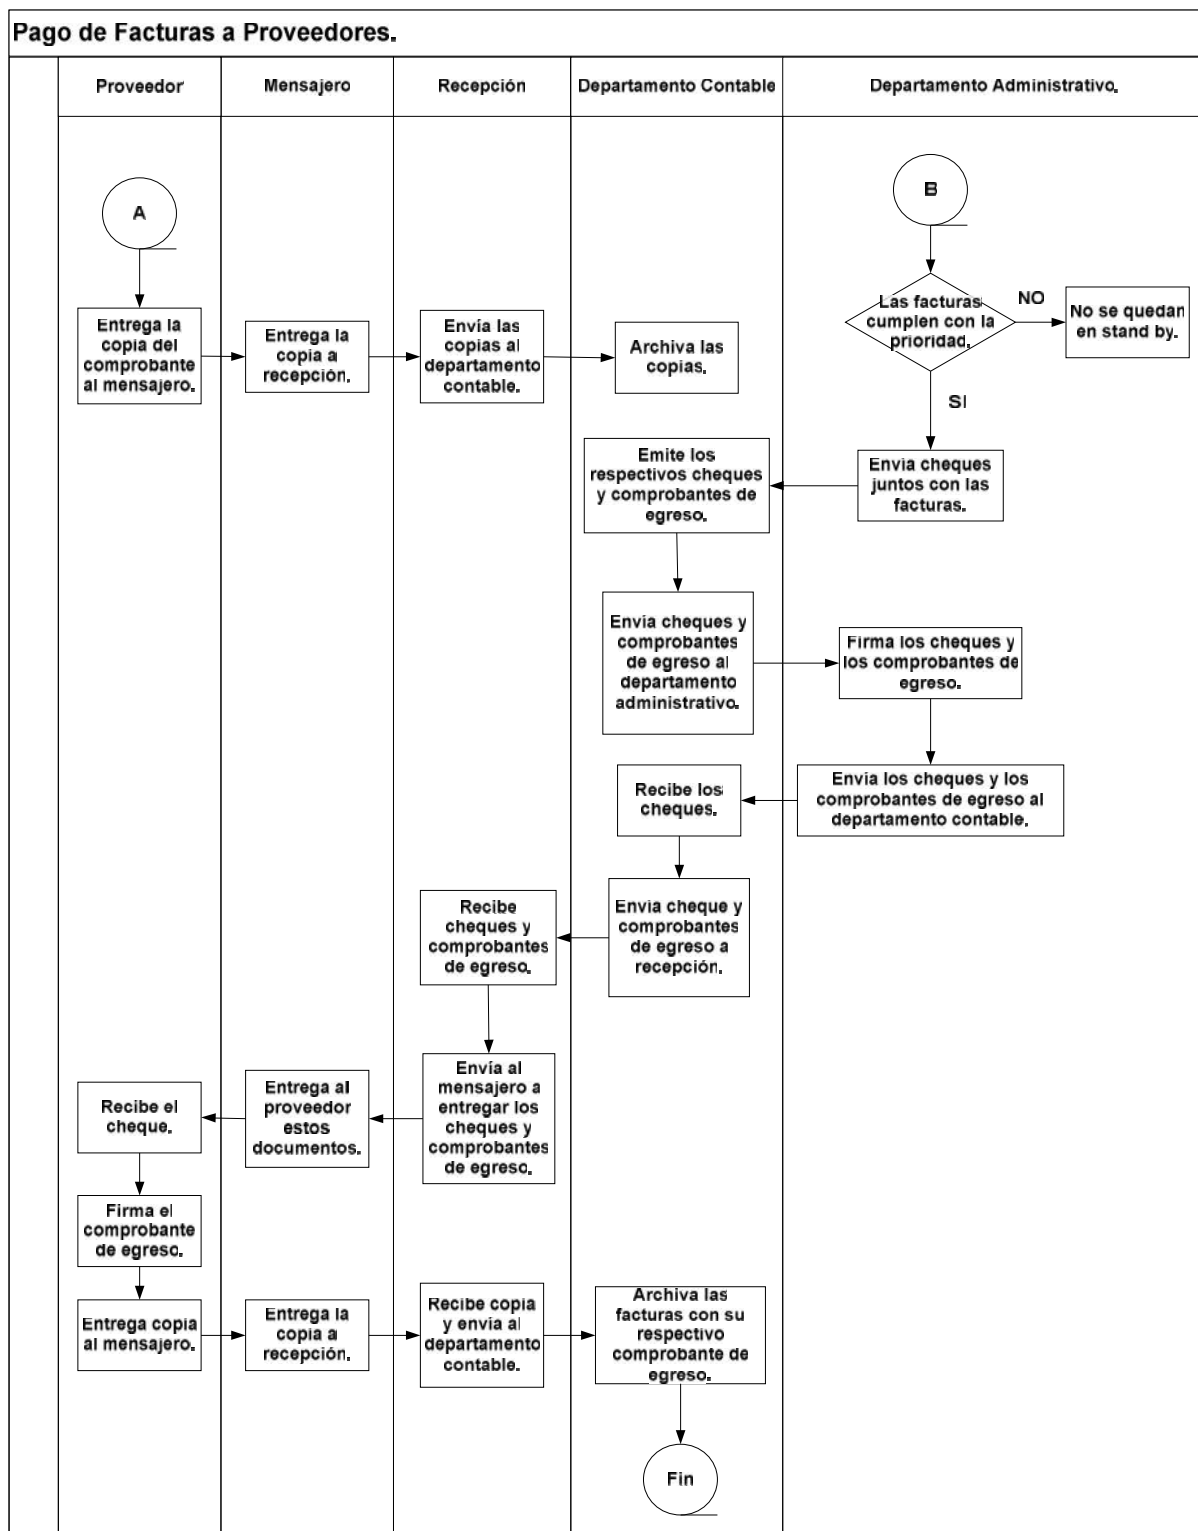 Pago de Facturas a Proveedores.
Proveedor
Mensajero
Recepción
Departamento Contable
Departamento Administrativo.
A
B
Entrega la
copia del
comprobante
al mensajero.
Entrega la
copia a
recepción.
Envía las
copias al
departamento
contable.
Archiva las
copias.
Las facturas
cumplen con la
prioridad.
NO
No se quedan
en stand by.
SI
Emite los
respectivos cheques
y comprobantes de
egreso.
Envía cheques
juntos con las
facturas.
Envía cheques y
comprobantes
de egreso al
departamento
administrativo.
Firma los cheques y
los comprobantes de
egreso.
Recibe los
cheques.
Envía los cheques y los
comprobantes de egreso al
departamento contable.
Recibe
cheques y
comprobantes
de egreso.
Envía cheque y
comprobantes
de egreso a
recepción.
Recibe el
cheque.
Entrega al
proveedor
estos
documentos.
Envía al
mensajero a
entregar los
cheques y
comprobantes
de egreso.
Firma el
comprobante
de egreso.
Entrega copia
al mensajero.
Entrega la
copia a
recepción.
Recibe copia
y envía al
departamento
contable.
Archiva las
facturas con su
respectivo
comprobante de
egreso.
Fin